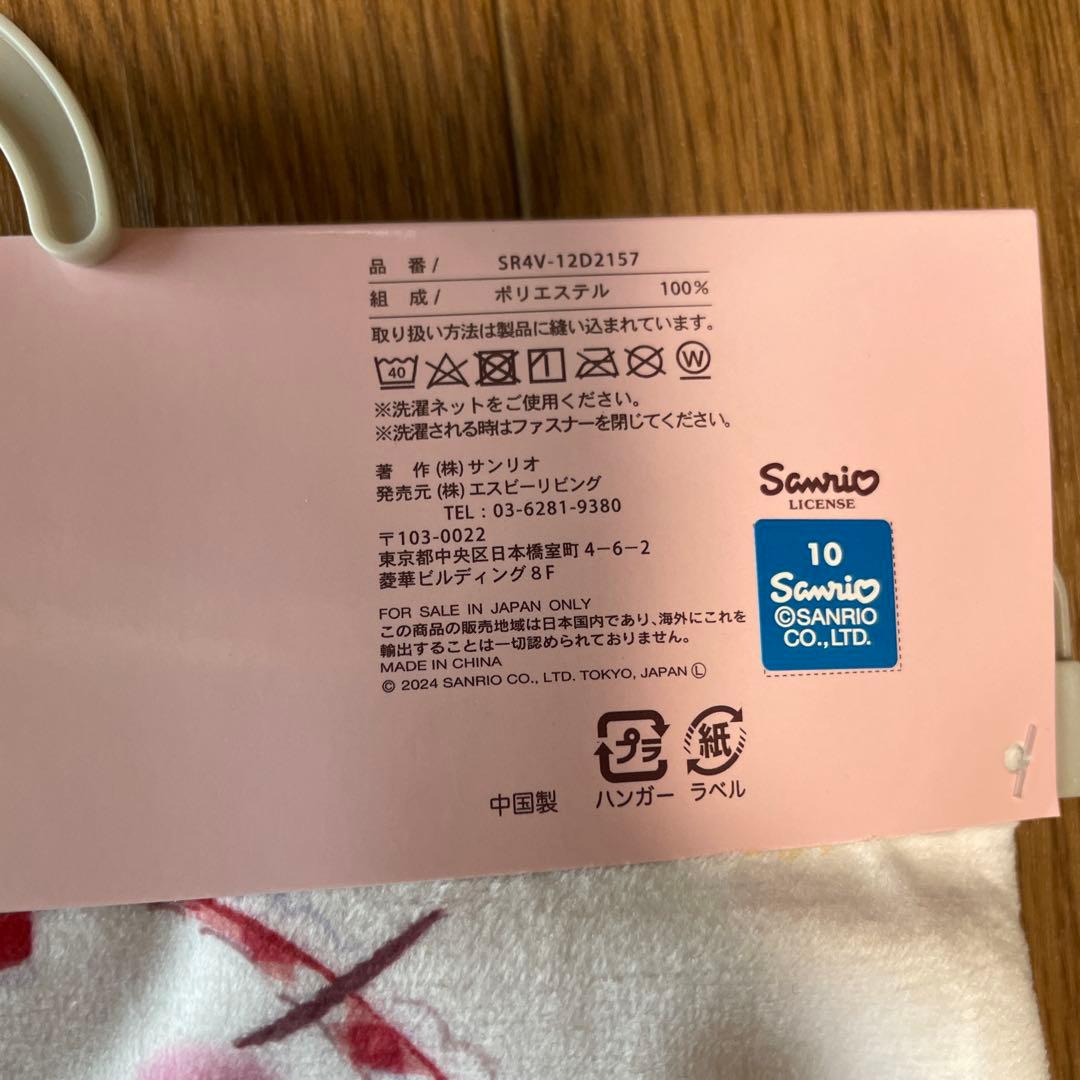 品 番/ SR4V-12D2157
組 成/ ポリエステル 100%
取り扱い方法は製品に縫い込まれています。
40 W
※洗濯ネットをご使用ください。
※洗濯される時はファスナーを閉じてください。
著 作 (株) サンリオ
発売元 (株) エスビーリビング
TEL : 03-6281-9380
〒103-0022
東京都中央区日本橋室町4-6-2
菱華ビルディング8F
FOR SALE IN JAPAN ONLY
この商品の販売地域は日本国内であり、海外にこれを
輸出することは一切認められておりません。
MADE IN CHINA
© 2024 SANRIO CO., LTD. TOKYO, JAPAN Ⓛ
Sanrio
LICENSE
10
Sanrio
©SANRIO
CO.,LTD.
プラ 紙
中国製 ハンガー ラベル